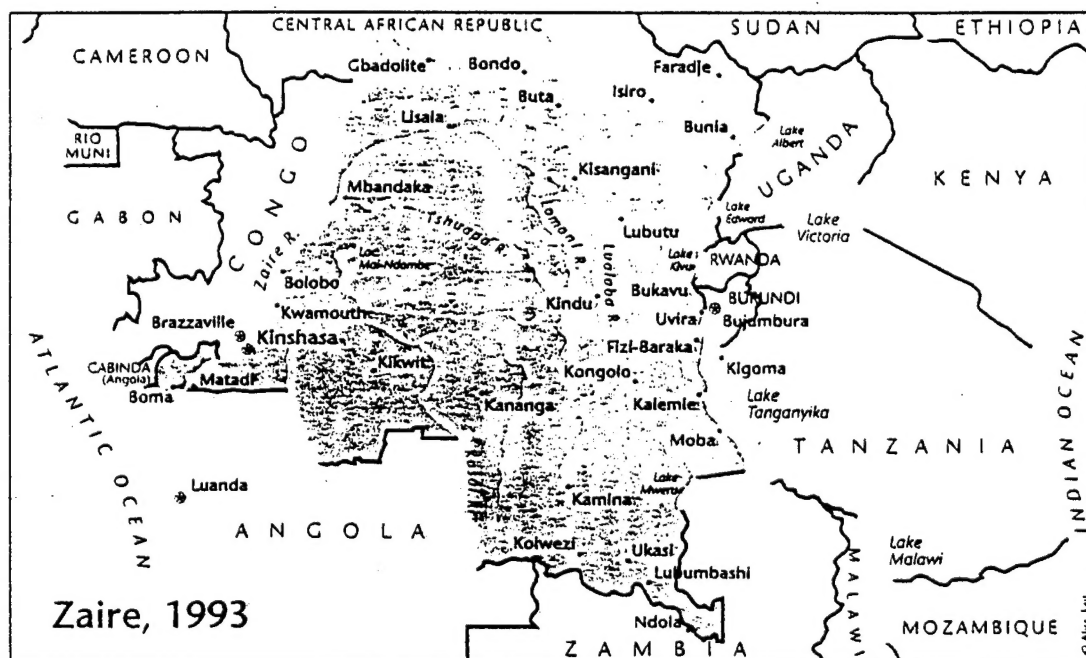 CENTRAL AFRICAN REPUBLIC
SUDAN
ETHIOPIA
CAMEROON
Gbadolite
Bondo
Faradje
Buta
Isiro
Lisala
Bunia
Lake
Albert
RIO
MUNI
UGANDA
KENYA
Kisangani
Mbandaka
GABON
CONGO
Tshuapa R.
Lomani R.
Lualaba R.
Lubutu
Lake
Edward
Lake
Victoria
Zaire R.
Lac
Mai-Ndombe
Lake
Kivu
RWANDA
Bolobo
Bukavu
BURUNDI
Kindu
Kwamouth
Uvira
Bujumbura
Brazzaville
Kinshasa
Fizi-Baraka
CABINDA
(Angola)
Kikwit
Kongolo
Kigoma
Matadi
Boma
Kananga
Kalemie
Lake
Tanganyika
ATLANTIC OCEAN
INDIAN OCEAN
Moba
TANZANIA
Luanda
Lake
Mweru
Kamina
ANGOLA
Kolwezi
Ukasi
Lubumbashi
Lake
Malawi
MALAWI
Zaire, 1993
Ndola
ZAMBIA
MOZAMBIQUE